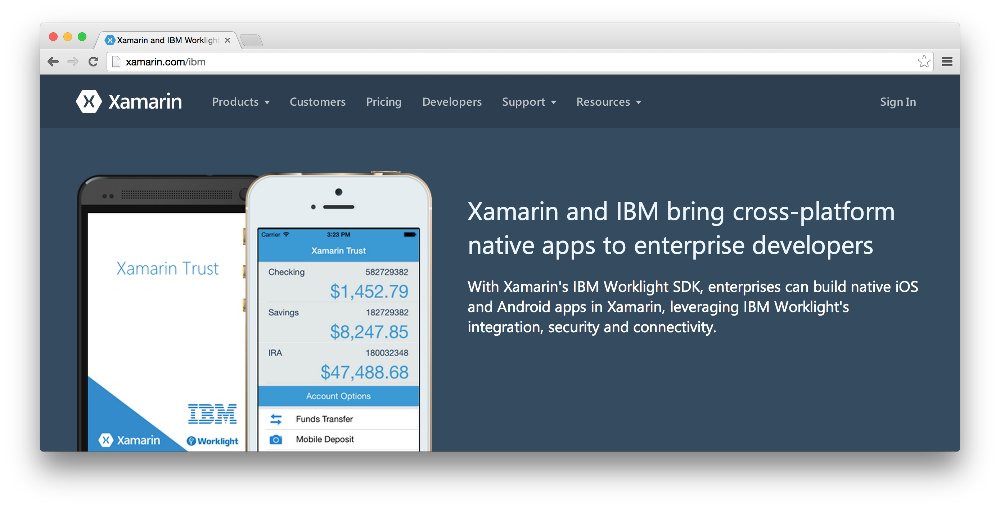 Xamarin and IBM Worklight
xamarin.com/ibm
Xamarin
Products
Customers
Pricing
Developers
Support
Resources
Sign In
Xamarin Trust
IBM
Xamarin
Worklight
Carrier
3:23 PM
Xamarin Trust
Checking 582729382
$1,452.79
Savings 182729382
$8,247.85
IRA 180032348
$47,488.68
Account Options
Funds Transfer
Mobile Deposit
Xamarin and IBM bring cross-platform
native apps to enterprise developers
With Xamarin's IBM Worklight SDK, enterprises can build native iOS
and Android apps in Xamarin, leveraging IBM Worklight's
integration, security and connectivity.